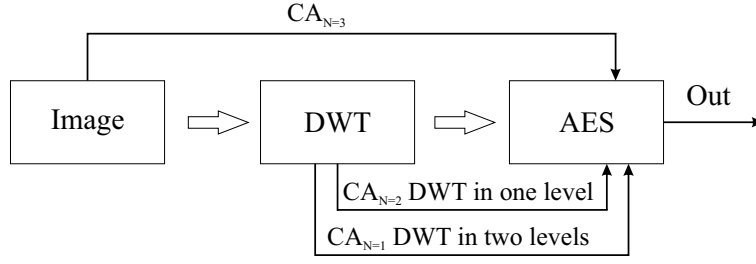 CA_{N=3}
Image
DWT
AES
Out
CA_{N=2} DWT in one level
CA_{N=1} DWT in two levels